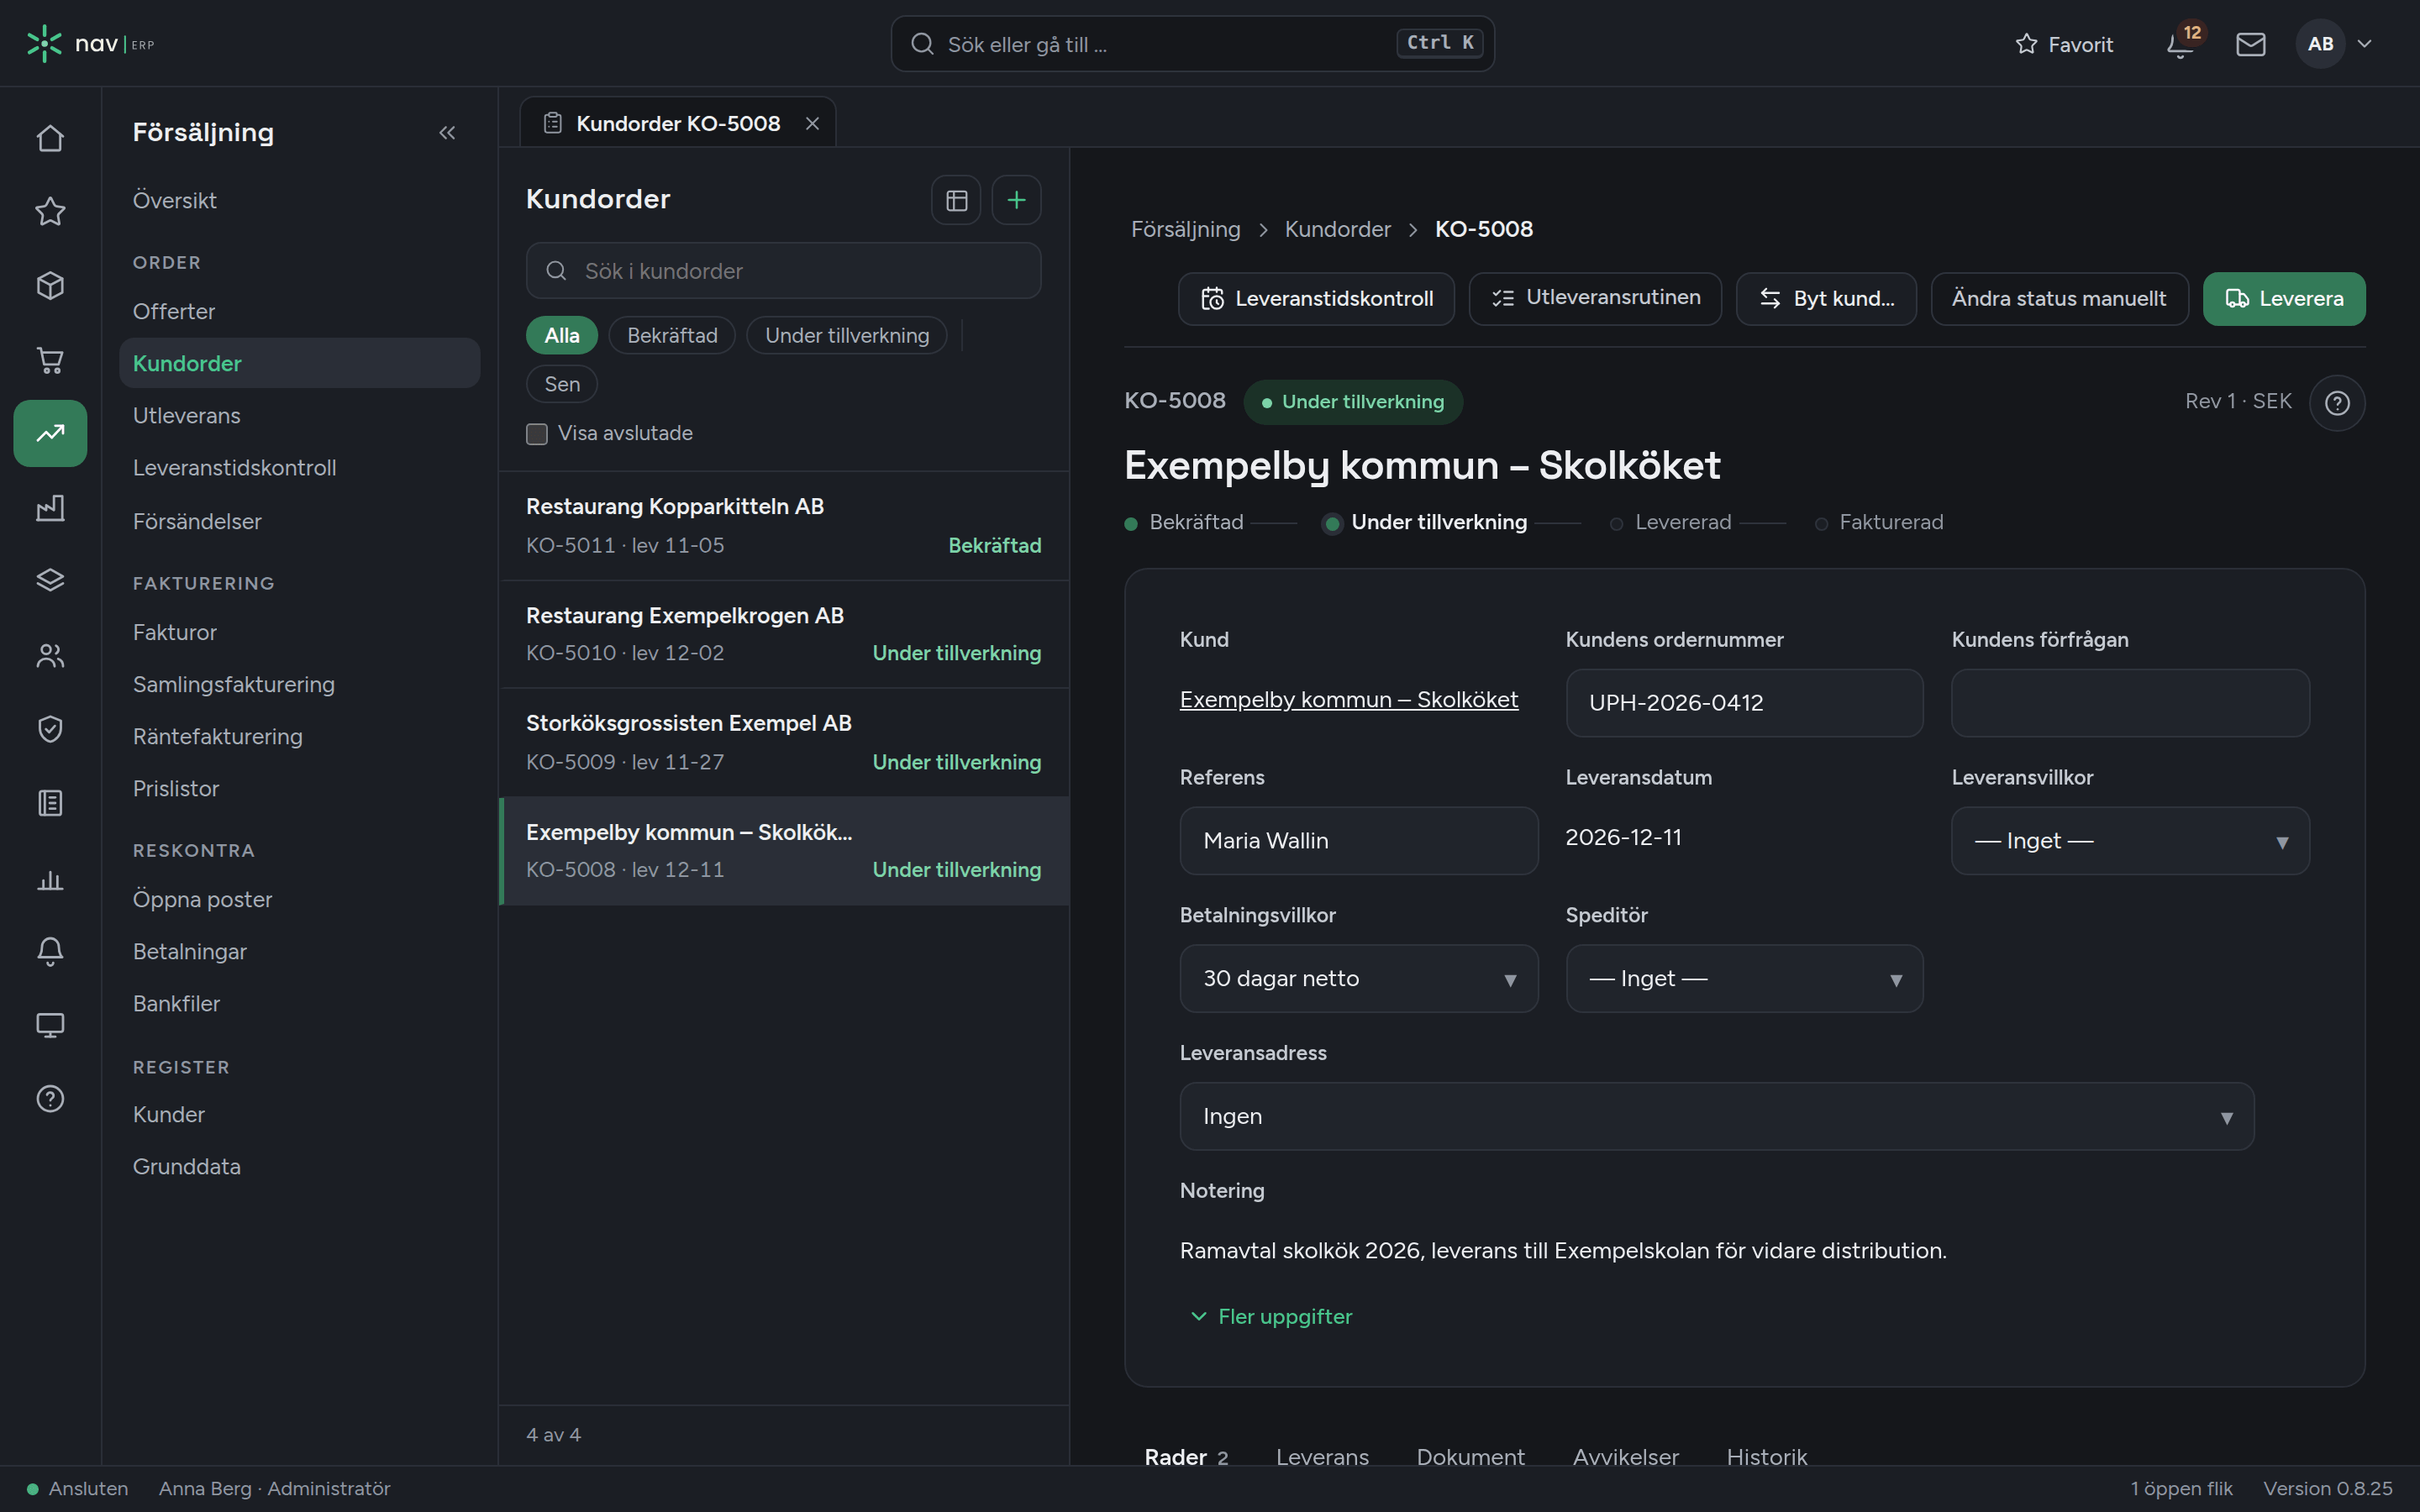 nav ERP
Sök eller gå till ...
Ctrl K
Favorit
12
AB
Försäljning
Översikt
ORDER
Offerter
Kundorder
Utleverans
Leveranstidskontroll
Försändelser
FAKTURERING
Fakturor
Samlingsfakturering
Räntefakturering
Prislistor
RESKONTRA
Öppna poster
Betalningar
Bankfiler
REGISTER
Kunder
Grunddata
Kundorder KO-5008
Kundorder
Sök i kundorder
Alla
Bekräftad
Under tillverkning
Sen
Visa avslutade
Restaurang Kopparkitteln AB
KO-5011 · lev 11-05
Bekräftad
Restaurang Exempelkrogen AB
KO-5010 · lev 12-02
Under tillverkning
Storköksgrossisten Exempel AB
KO-5009 · lev 11-27
Under tillverkning
Exempelby kommun – Skolkök...
KO-5008 · lev 12-11
Under tillverkning
4 av 4
Försäljning
Kundorder
KO-5008
Leveranstidskontroll
Utleveransrutinen
Byt kund...
Ändra status manuellt
Leverera
KO-5008
Under tillverkning
Rev 1 · SEK
Exempelby kommun – Skolköket
Bekräftad
Under tillverkning
Levererad
Fakturerad
Kund
Kundens ordernummer
Kundens förfrågan
Exempelby kommun – Skolköket
UPH-2026-0412
Referens
Leveransdatum
Leveransvillkor
Maria Wallin
2026-12-11
— Inget —
Betalningsvillkor
Speditör
30 dagar netto
— Inget —
Leveransadress
Ingen
Notering
Ramavtal skolkök 2026, leverans till Exempelskolan för vidare distribution.
Fler uppgifter
Rader 2
Leverans
Dokument
Avvikelser
Historik
Ansluten
Anna Berg · Administratör
1 öppen flik
Version 0.8.25